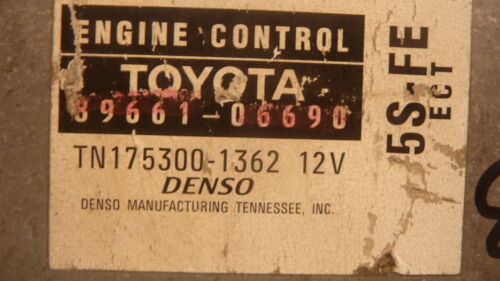 ENGINE CONTROL
TOYOTA
89661-06690
TN175300-1362 12V
DENSO
DENSO MANUFACTURING TENNESSEE, INC.
5S-FE
ECT